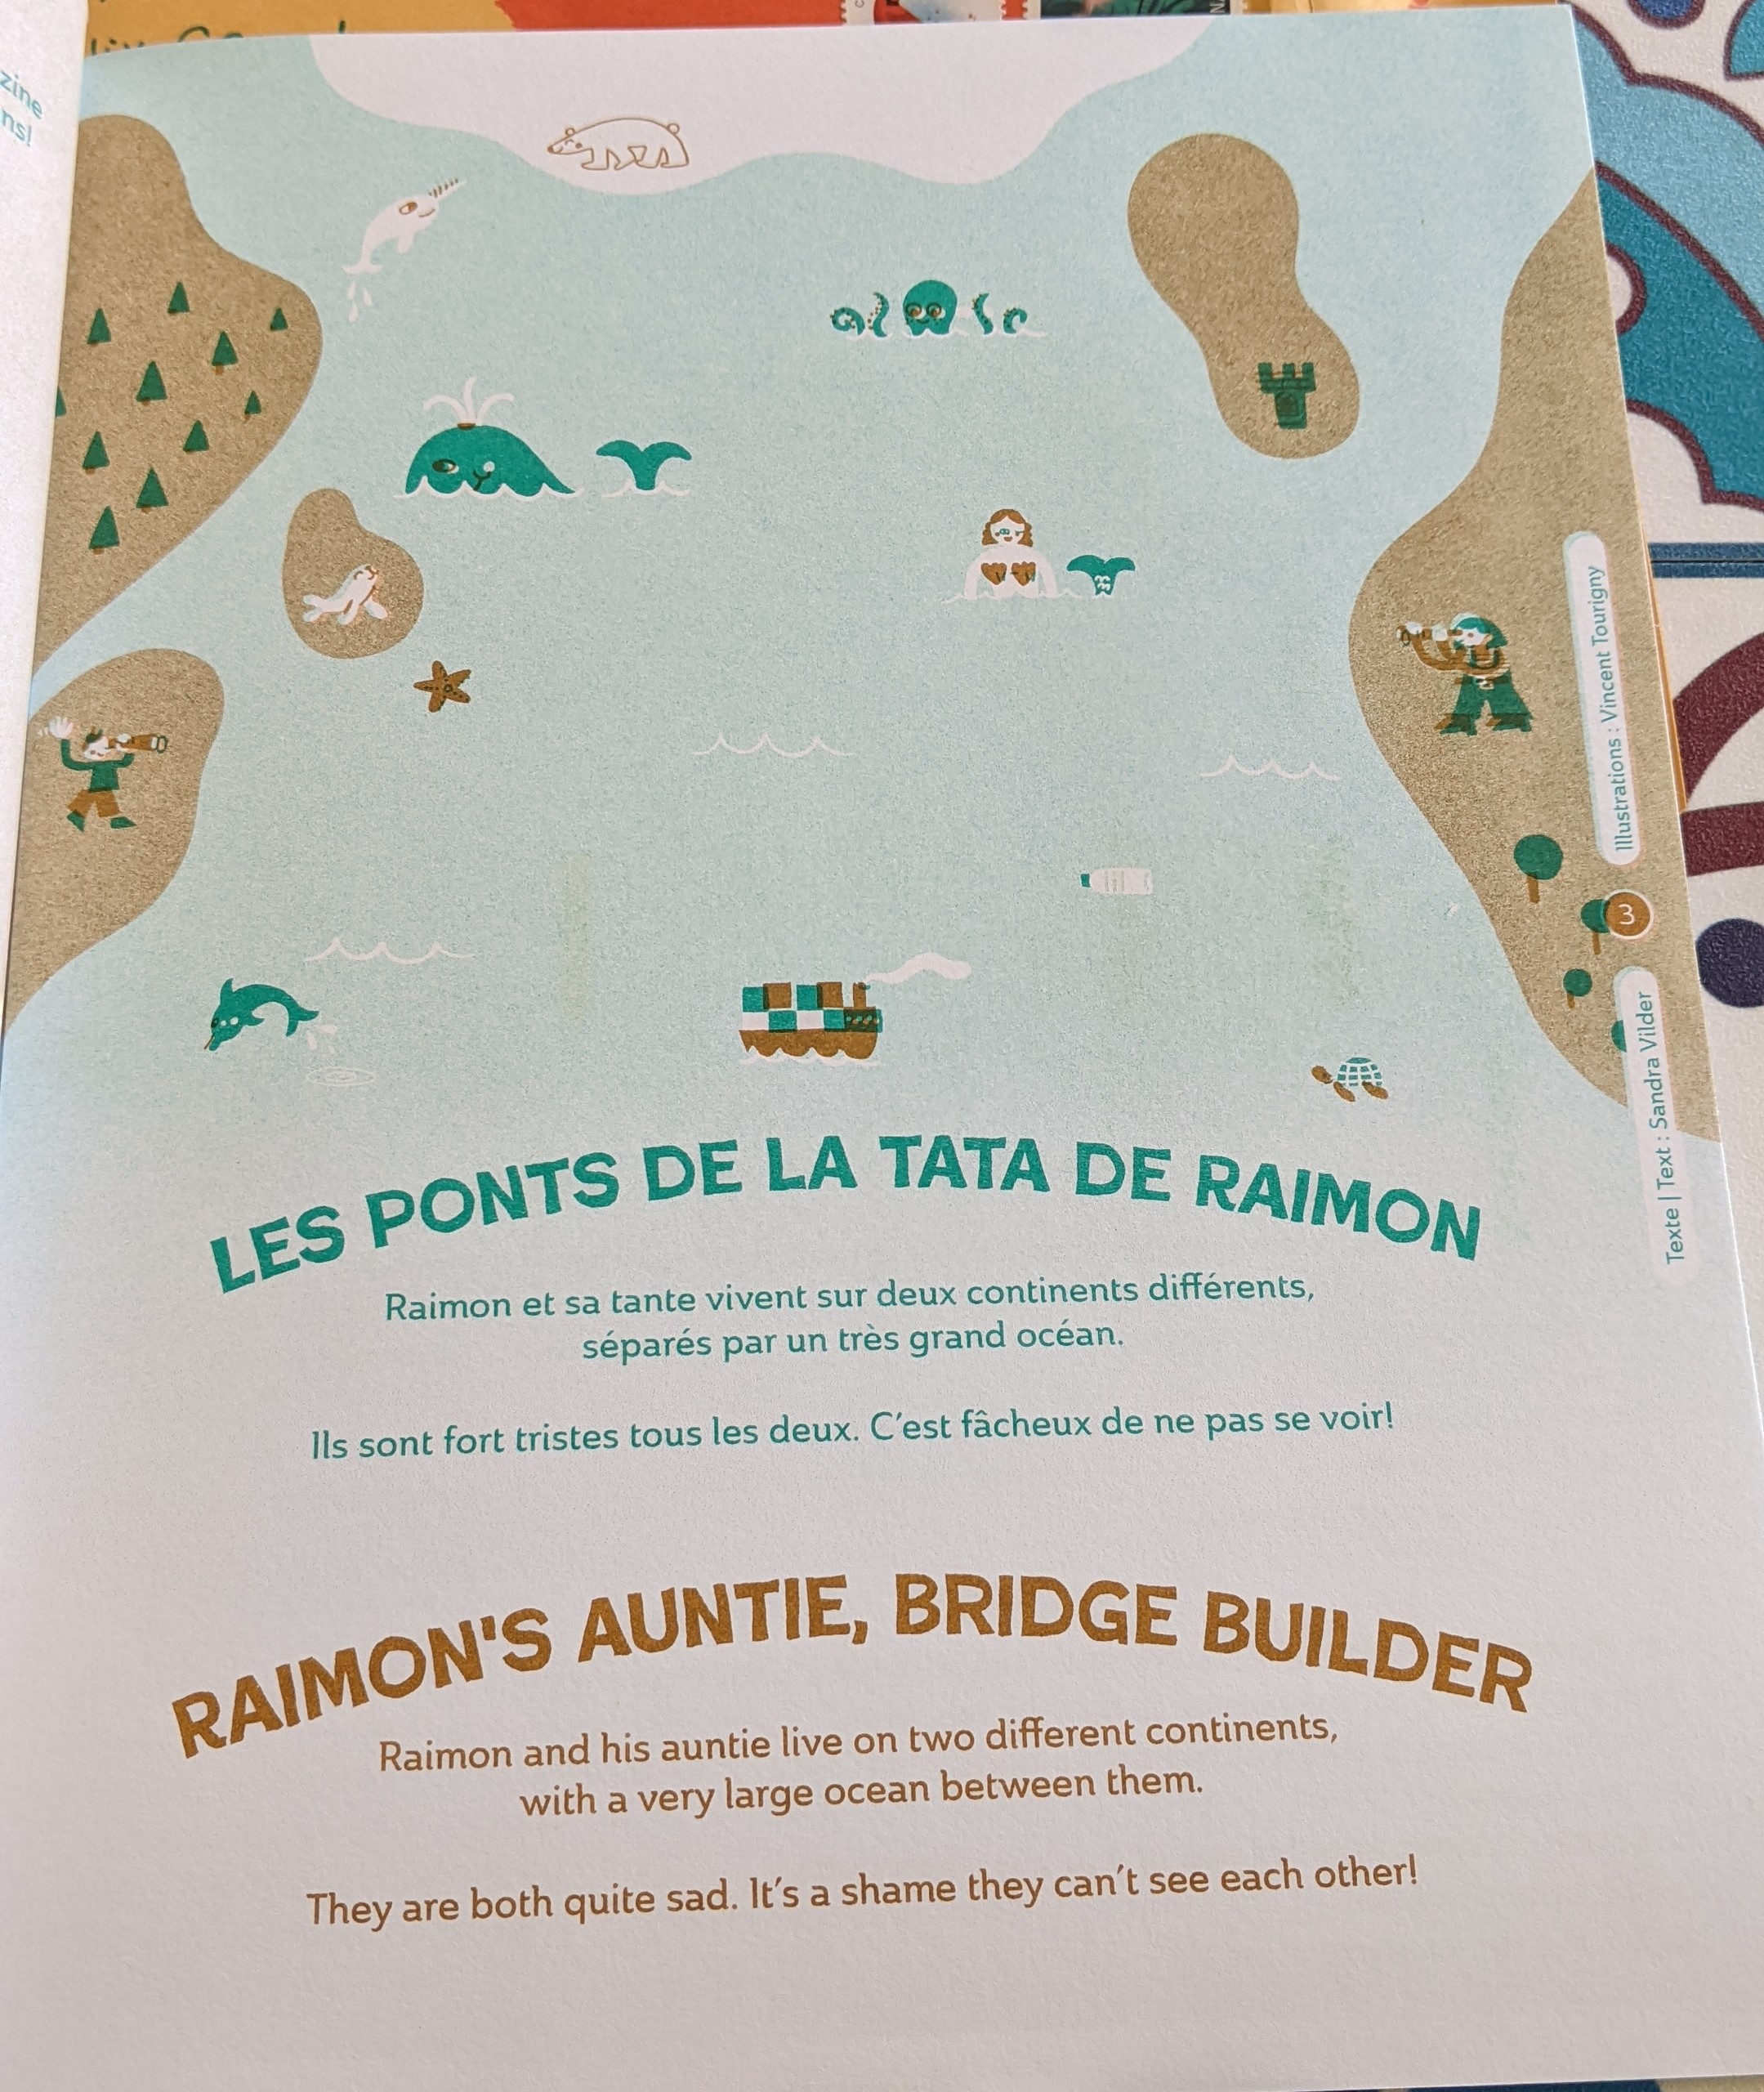 zine
ns!
LES PONTS DE LA TATA DE RAIMON
Raimon et sa tante vivent sur deux continents différents,
séparés par un très grand océan.
Ils sont fort tristes tous les deux. C'est fâcheux de ne pas se voir!
RAIMON'S AUNTIE, BRIDGE BUILDER
Raimon and his auntie live on two different continents,
with a very large ocean between them.
They are both quite sad. It's a shame they can't see each other!
Illustrations : Vincent Tourigny
3
Texte | Text : Sandra Vilder